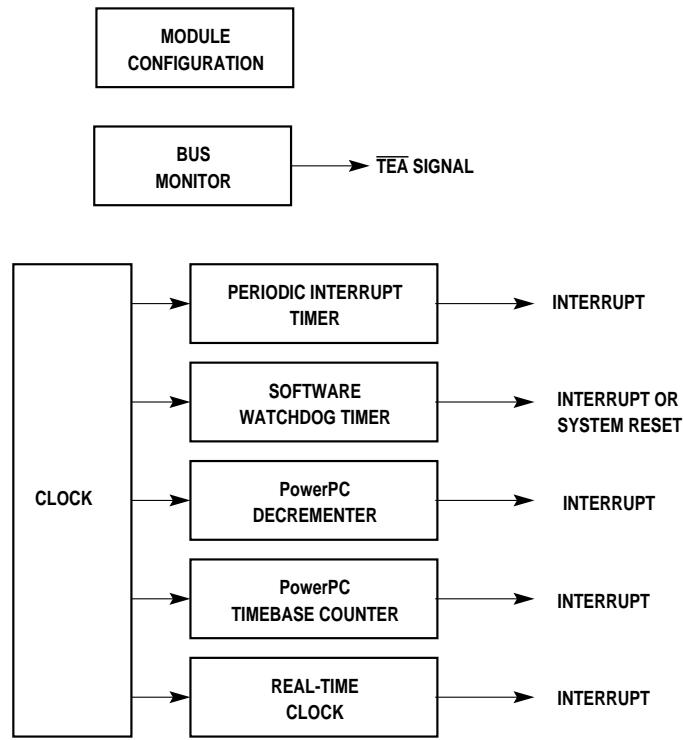 MODULE
CONFIGURATION
BUS
MONITOR
T̅E̅A̅ SIGNAL
CLOCK
PERIODIC INTERRUPT
TIMER
INTERRUPT
SOFTWARE
WATCHDOG TIMER
INTERRUPT OR
SYSTEM RESET
PowerPC
DECREMENTER
INTERRUPT
PowerPC
TIMEBASE COUNTER
INTERRUPT
REAL-TIME
CLOCK
INTERRUPT